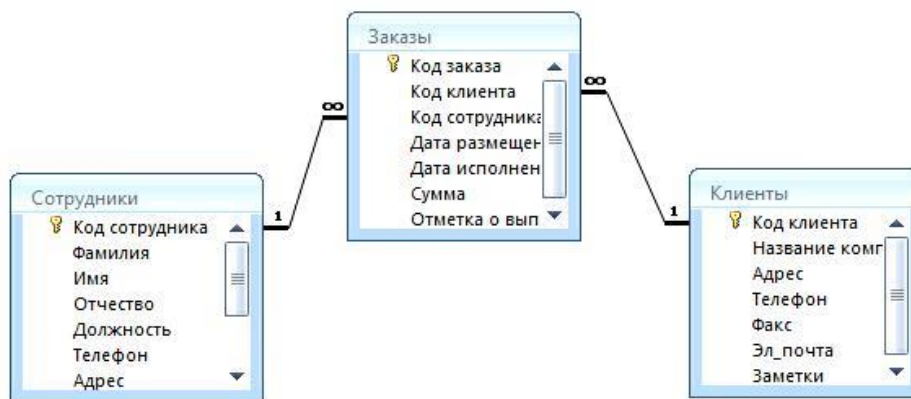 Заказы
Код заказа
Код клиента
Код сотрудника
Дата размещен
Дата исполнен
Сумма
Отметка о вып
∞
∞
Сотрудники
1
Код сотрудника
Фамилия
Имя
Отчество
Должность
Телефон
Адрес
Клиенты
1
Код клиента
Название комп
Адрес
Телефон
Факс
Эл_почта
Заметки